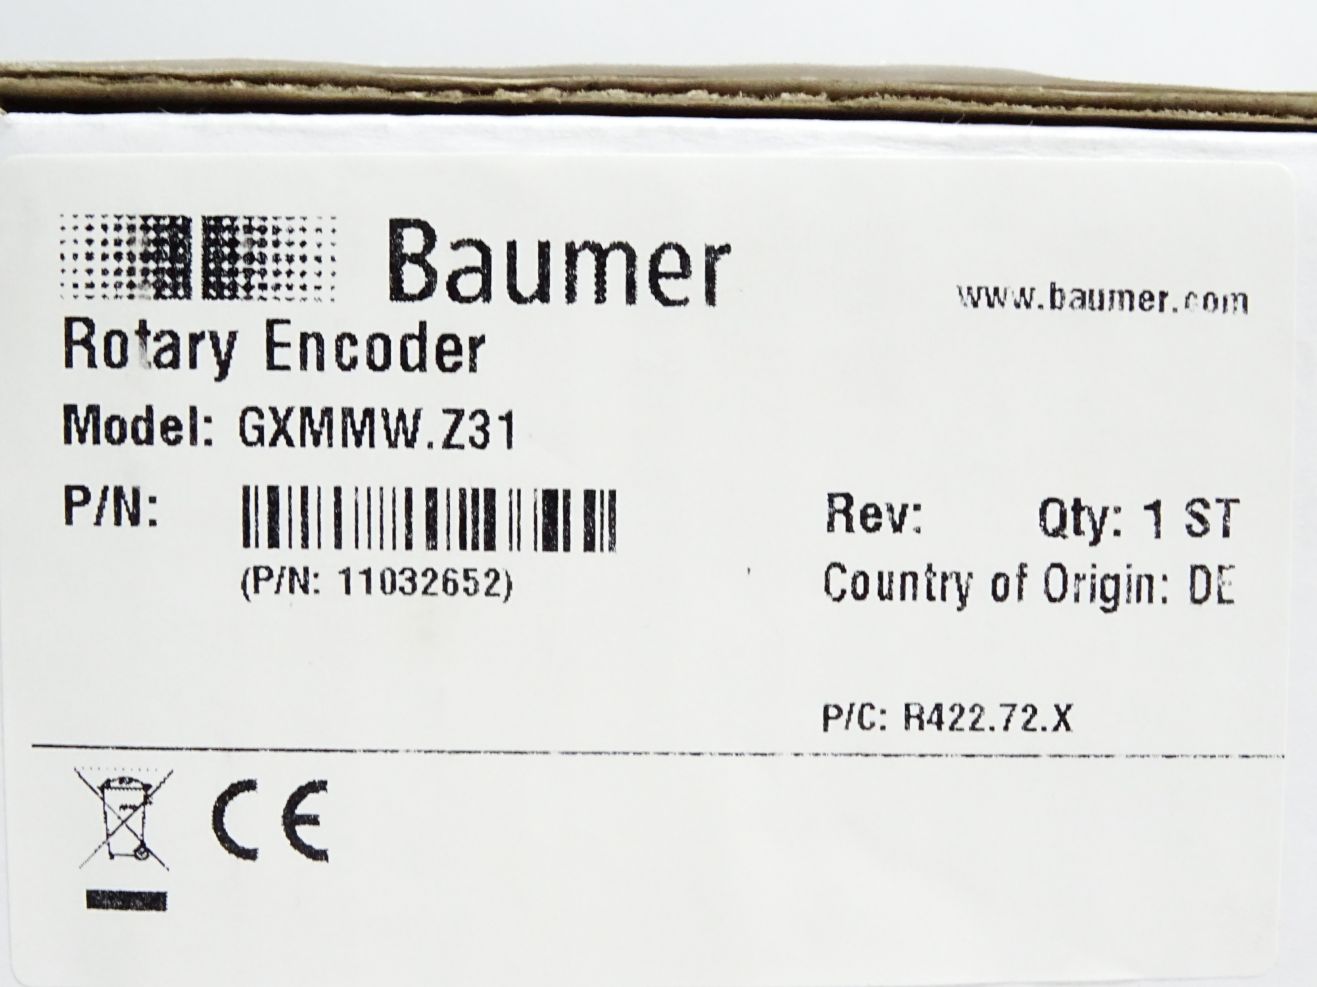 Baumer
www.baumer.com
Rotary Encoder
Model: GXMMW.Z31
P/N:
(P/N: 11032652)
Rev: Qty: 1 ST
Country of Origin: DE
P/C: R422.72.X
CE